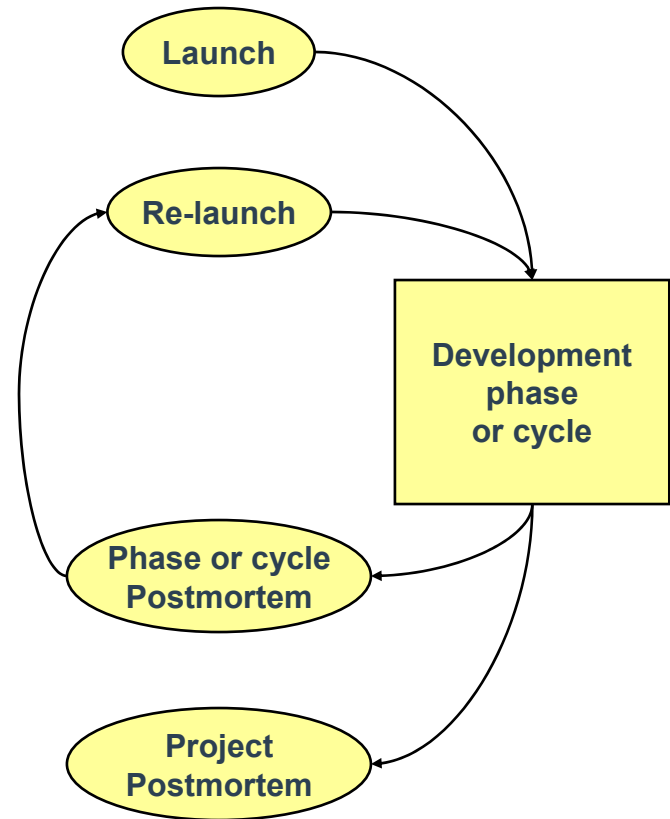 Launch
Re-launch
Development
phase
or cycle
Phase or cycle
Postmortem
Project
Postmortem